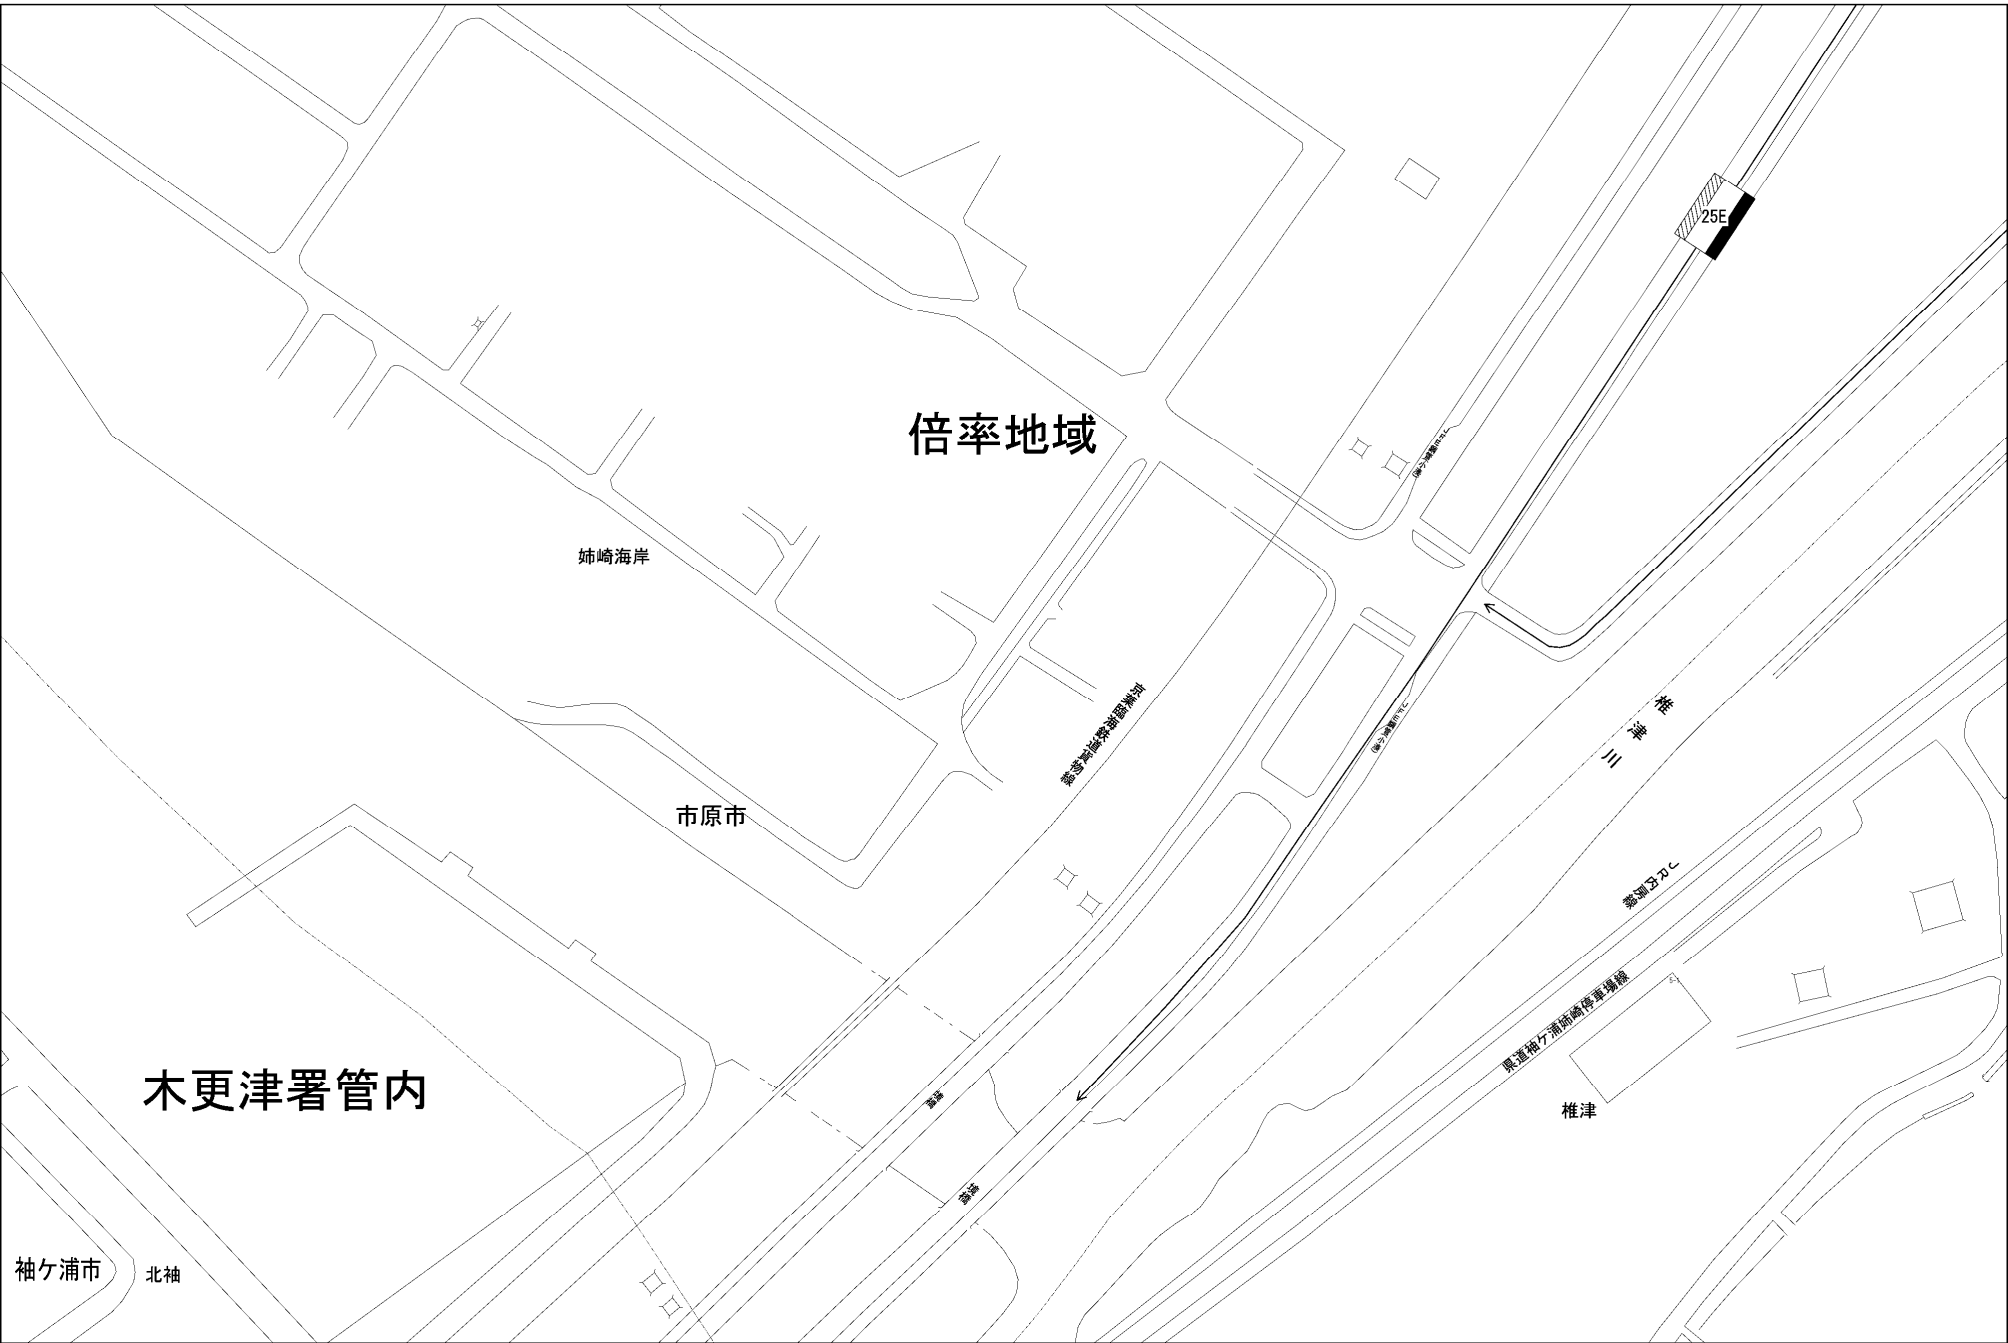 25E
倍率地域
姉崎海岸
京葉臨海鉄道貨物線
椎津川
市原市
JR内房線
県道袖ケ浦姉崎停車場線
木更津署管内
椎津
境橋
袖ケ浦市
北袖